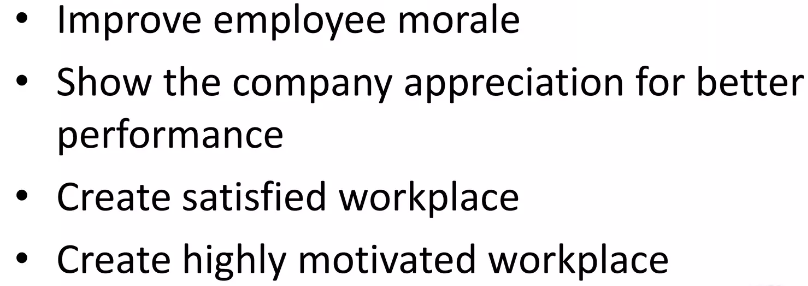 • Improve employee morale
• Show the company appreciation for better
performance
• Create satisfied workplace
• Create highly motivated workplace